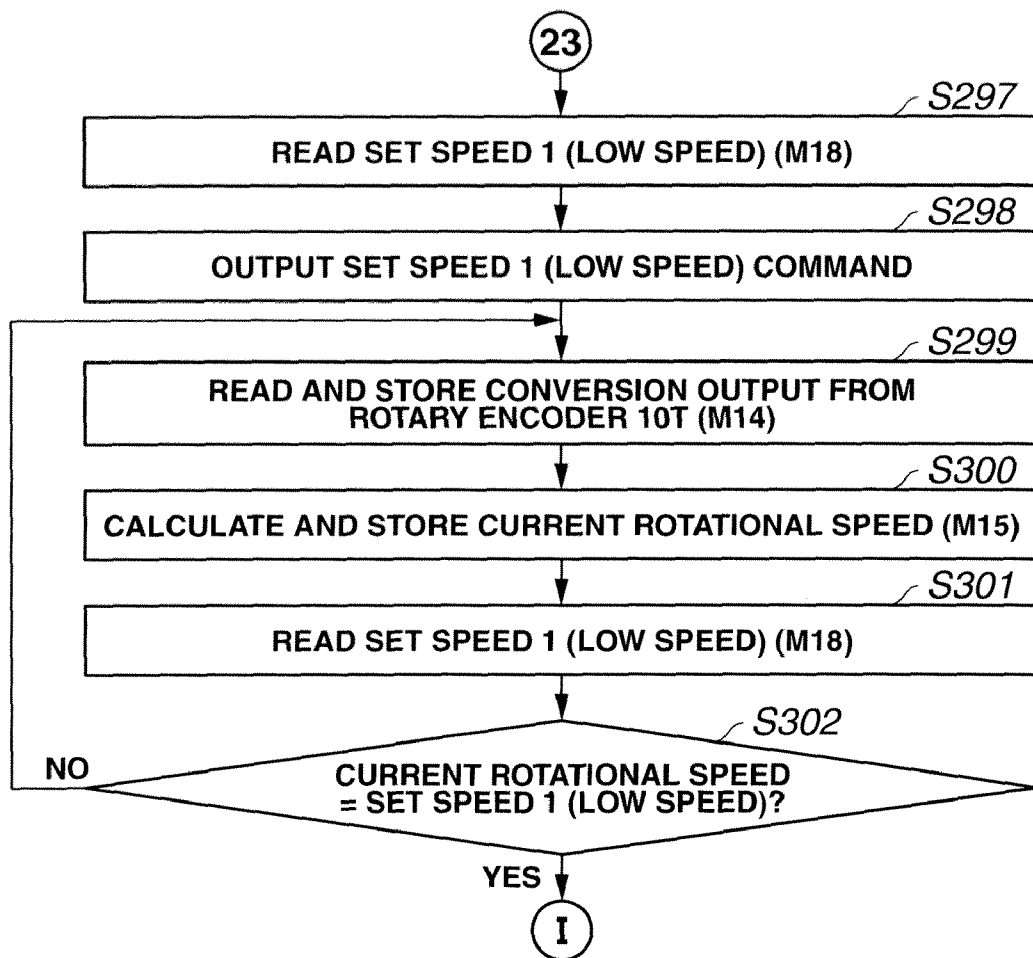 23
S297
READ SET SPEED 1 (LOW SPEED) (M18)
S298
OUTPUT SET SPEED 1 (LOW SPEED) COMMAND
S299
READ AND STORE CONVERSION OUTPUT FROM
ROTARY ENCODER 10T (M14)
S300
CALCULATE AND STORE CURRENT ROTATIONAL SPEED (M15)
S301
READ SET SPEED 1 (LOW SPEED) (M18)
S302
NO
CURRENT ROTATIONAL SPEED
= SET SPEED 1 (LOW SPEED)?
YES
I